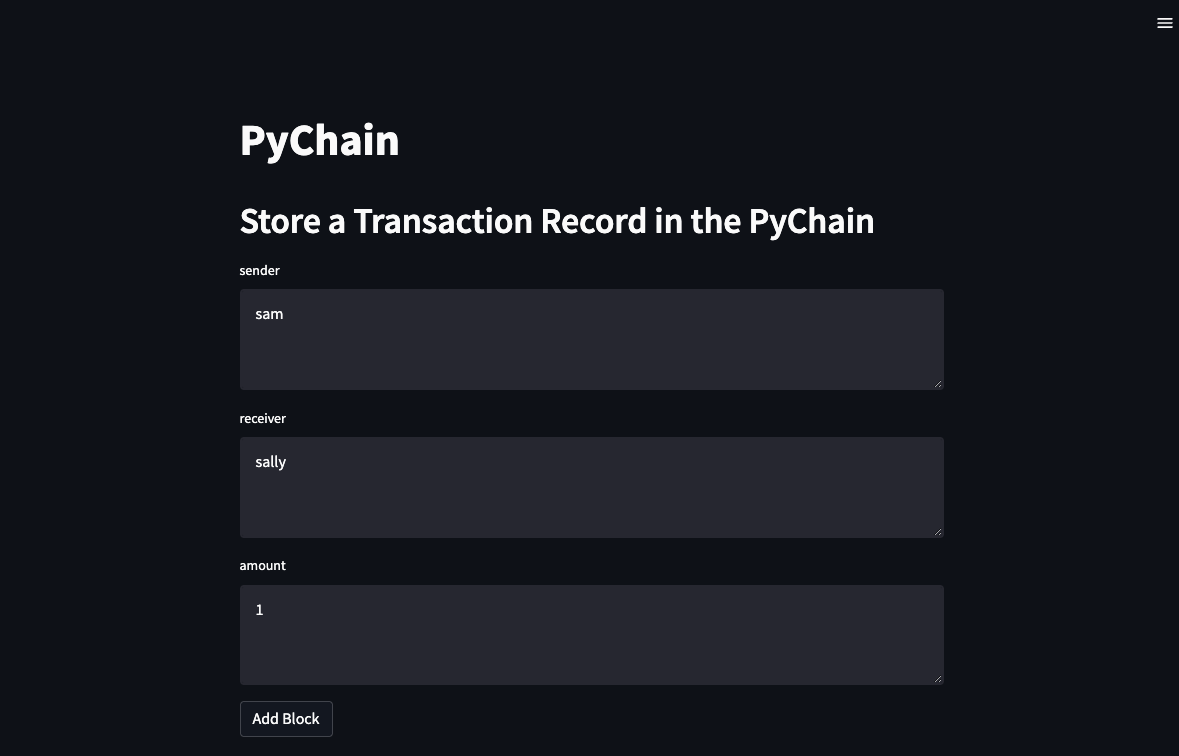 PyChain
Store a Transaction Record in the PyChain
sender
sam
receiver
sally
amount
1
Add Block